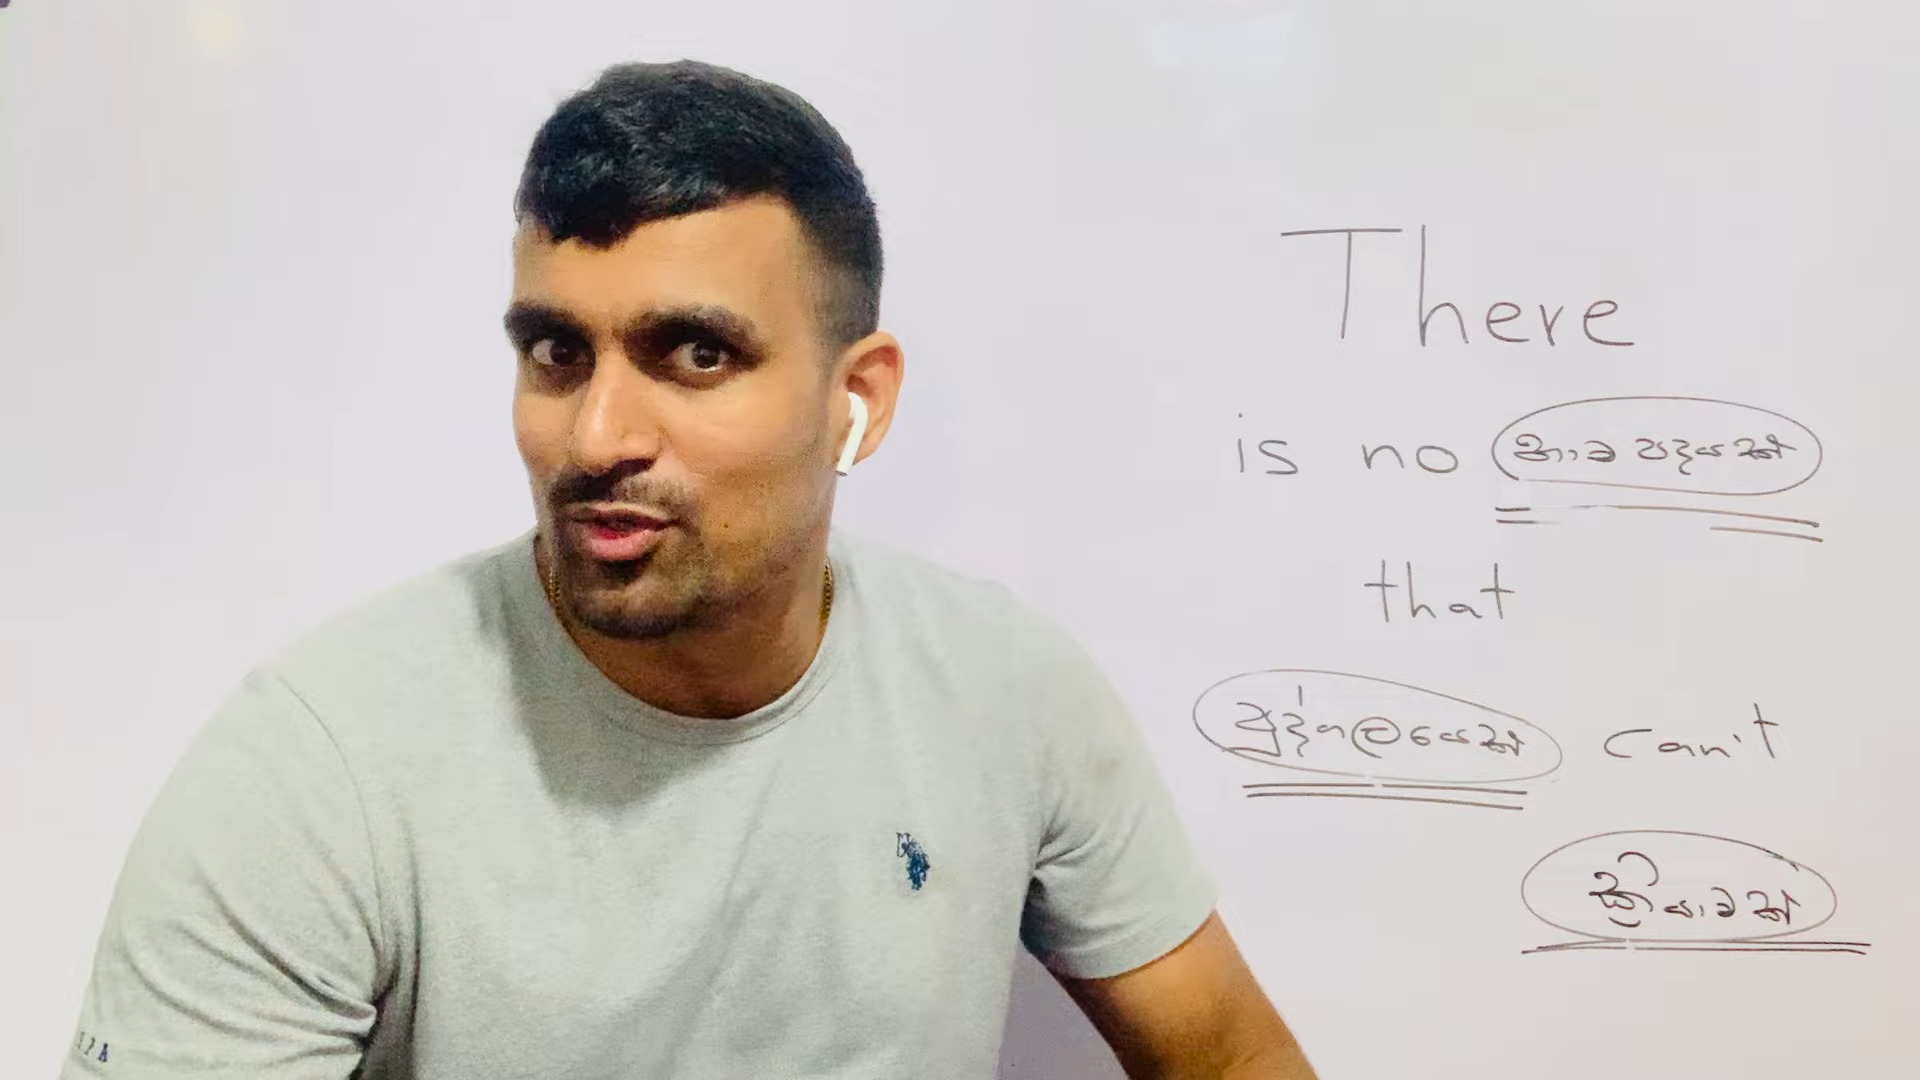 There
is no නාම පදයක්
that
පුද්ගලයෙක් can't
ක්‍රියාවක්